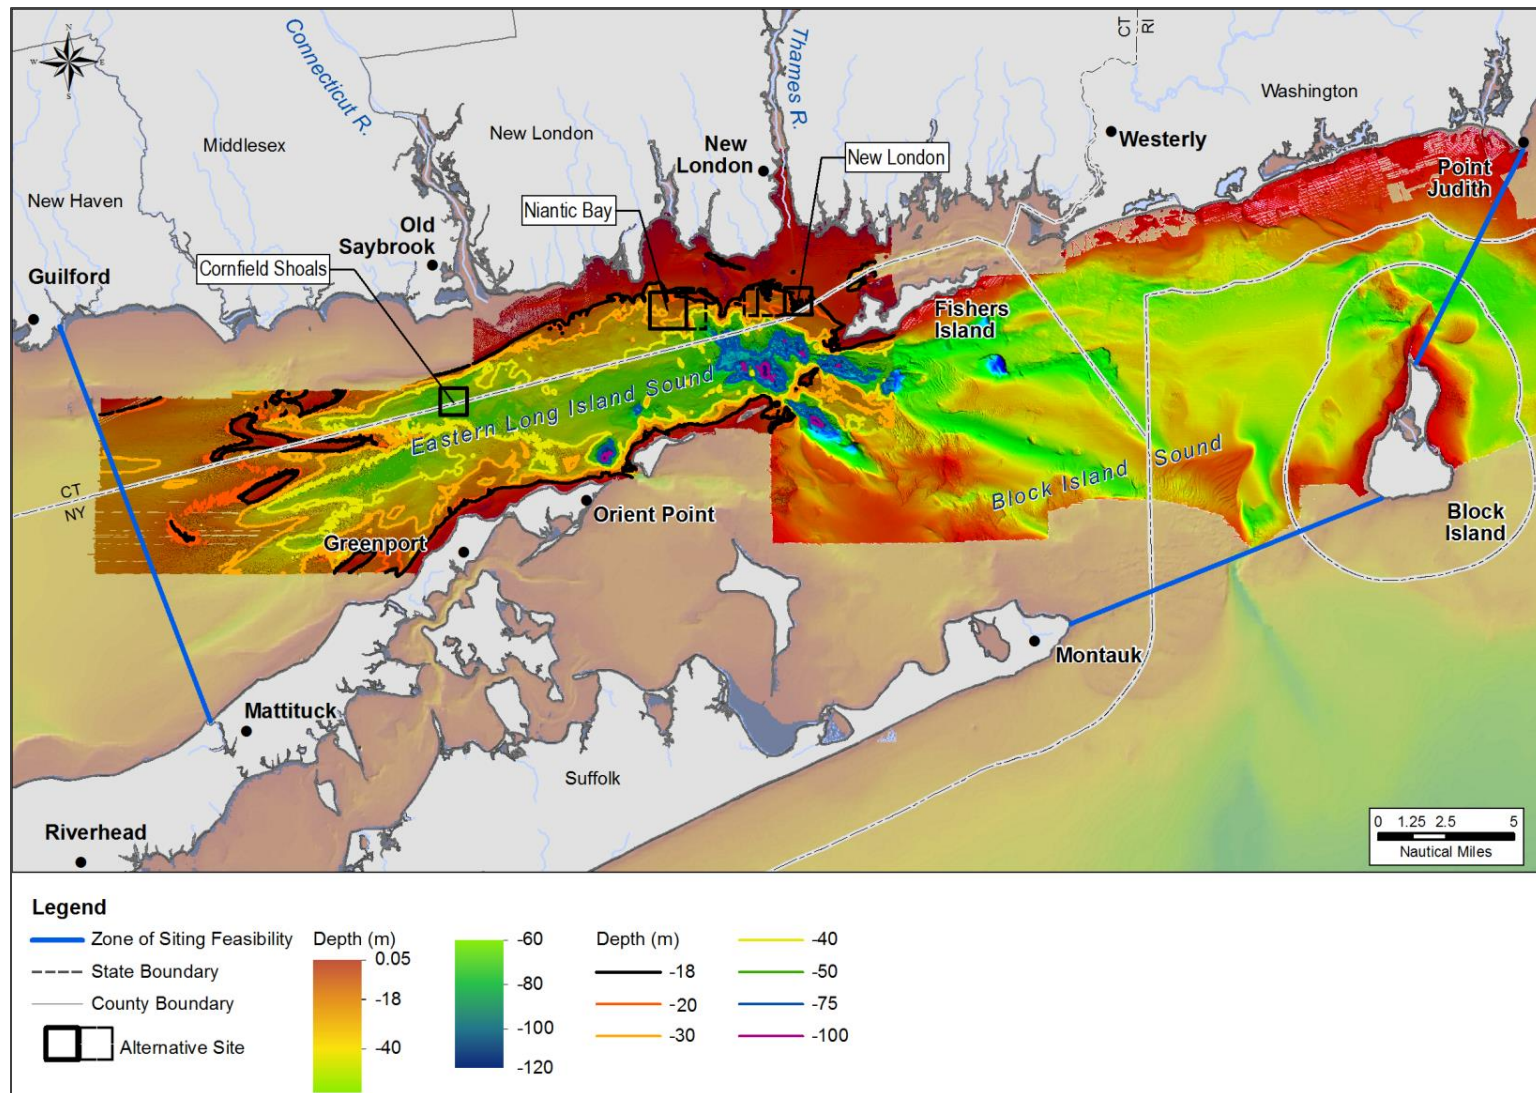 N
W
E
S
Connecticut R.
Thames R.
CT
RI
Washington
Middlesex
New London
New
London
New London
Westerly
Point
Judith
New Haven
Niantic Bay
Old
Saybrook
Cornfield Shoals
Guilford
Fishers
Island
Eastern Long Island Sound
Block Island Sound
CT
NY
Orient Point
Greenport
Block
Island
Montauk
Mattituck
Suffolk
Riverhead
0 1.25 2.5 5
Nautical Miles
Legend
Zone of Siting Feasibility
State Boundary
County Boundary
Alternative Site
Depth (m)
0.05
-18
-40
-60
-80
-100
-120
Depth (m)
-18
-20
-30
-40
-50
-75
-100